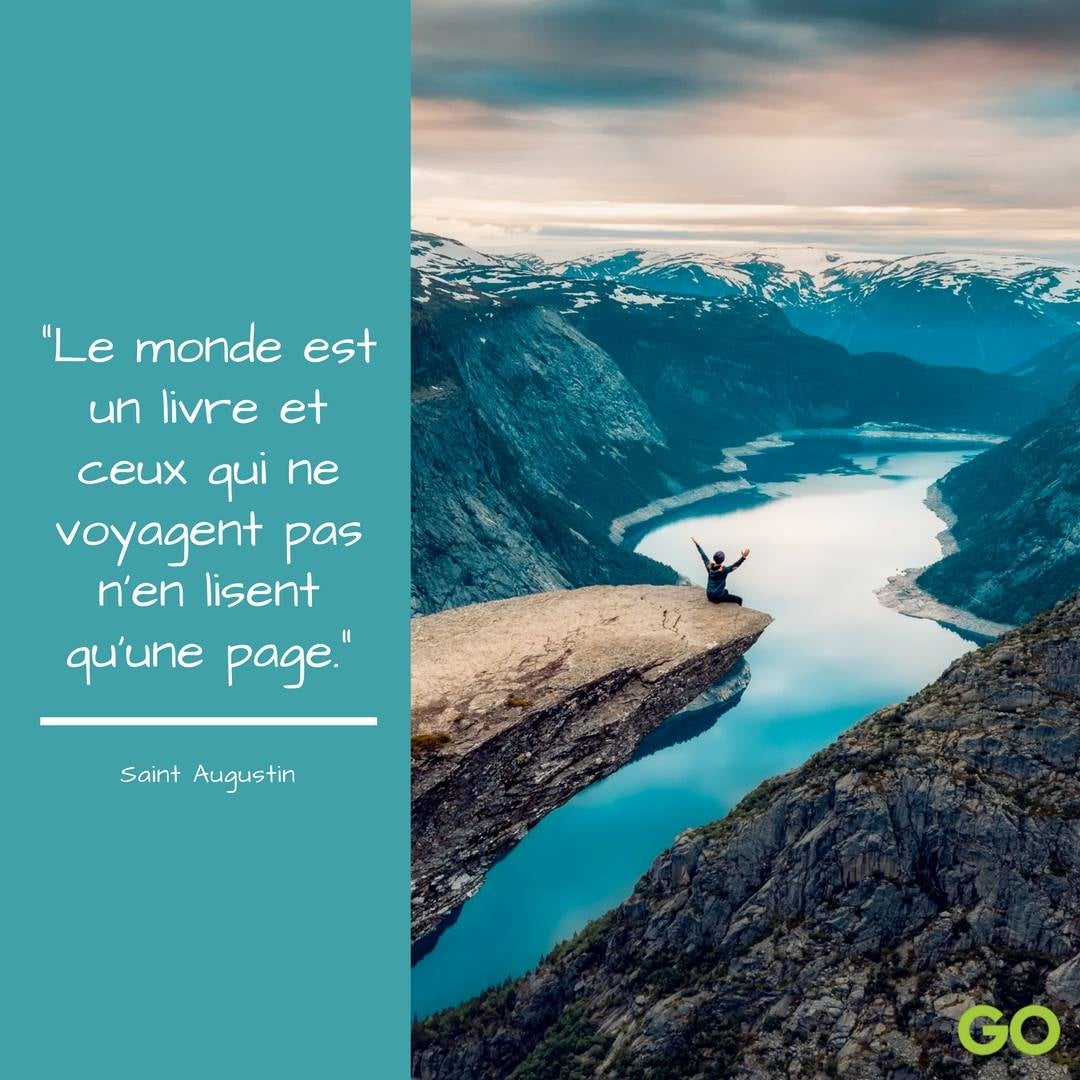 "Le monde est
un livre et
ceux qui ne
voyagent pas
n'en lisent
qu'une page."
Saint Augustin
GO